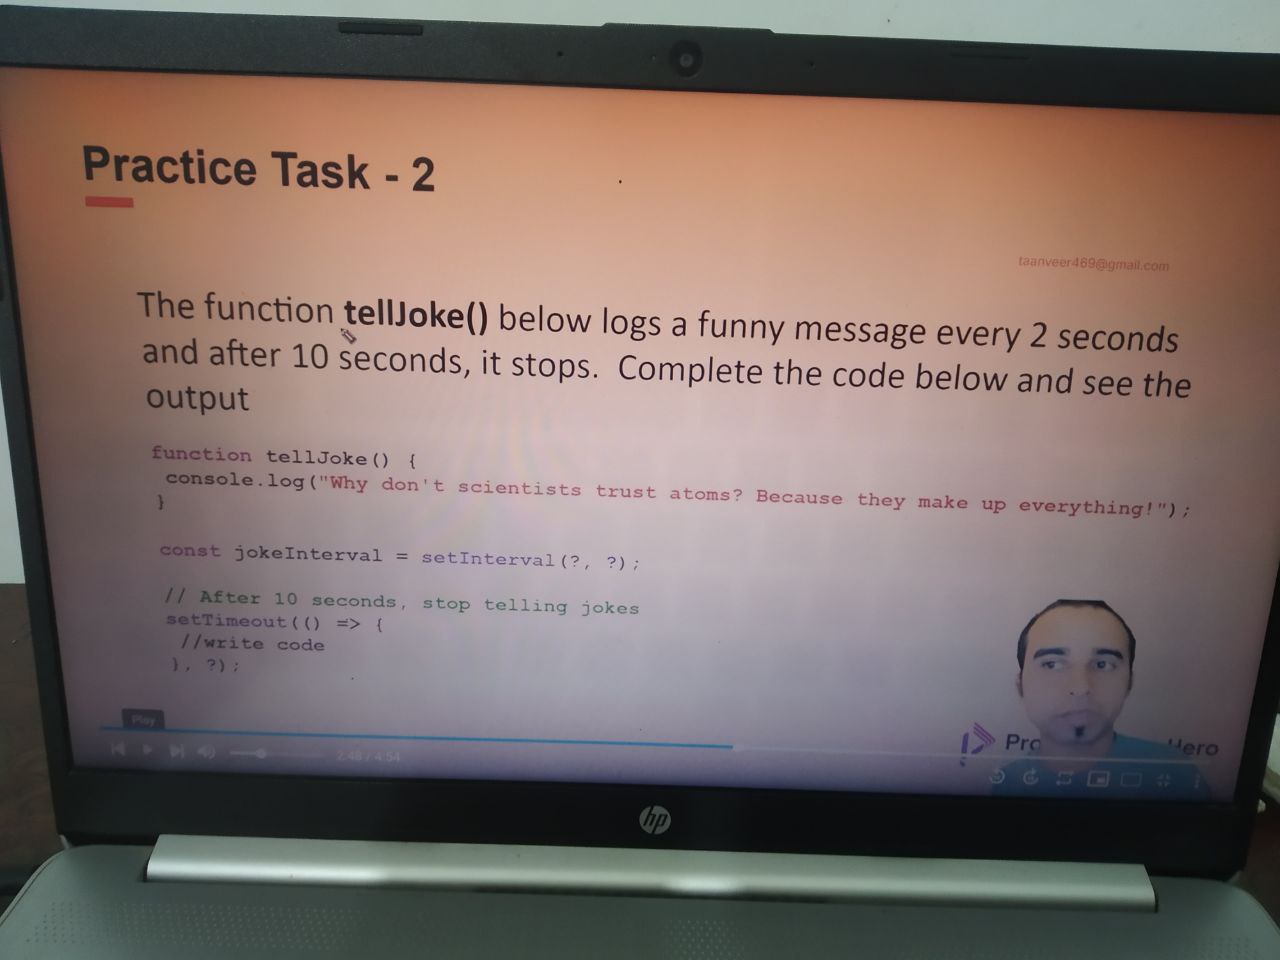 Practice Task - 2
taanveer469@gmail.com
The function tellJoke() below logs a funny message every 2 seconds
and after 10 seconds, it stops.  Complete the code below and see the
output
function tellJoke() {
console.log("Why don't scientists trust atoms? Because they make up everything!");
}
const jokeInterval = setInterval(?, ?);
// After 10 seconds, stop telling jokes
setTimeout(() => {
//write code
}, ?);
Play
2:48 / 4:54
hp